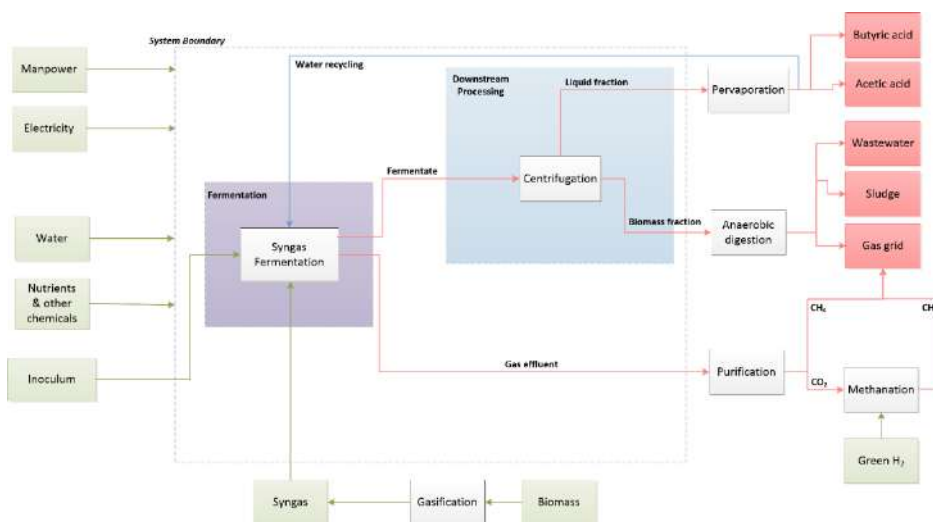 System Boundary
Butyric acid
Manpower
Water recycling
Downstream
Processing
Liquid fraction
Pervaporation
Acetic acid
Electricity
Wastewater
Fermentate
Centrifugation
Fermentation
Sludge
Biomass fraction
Anaerobic
digestion
Water
Syngas
Fermentation
Gas grid
Nutrients
& other
chemicals
CH₄
CH
Gas effluent
Inoculum
Purification
CO₂
Methanation
Green H₂
Syngas
Gasification
Biomass